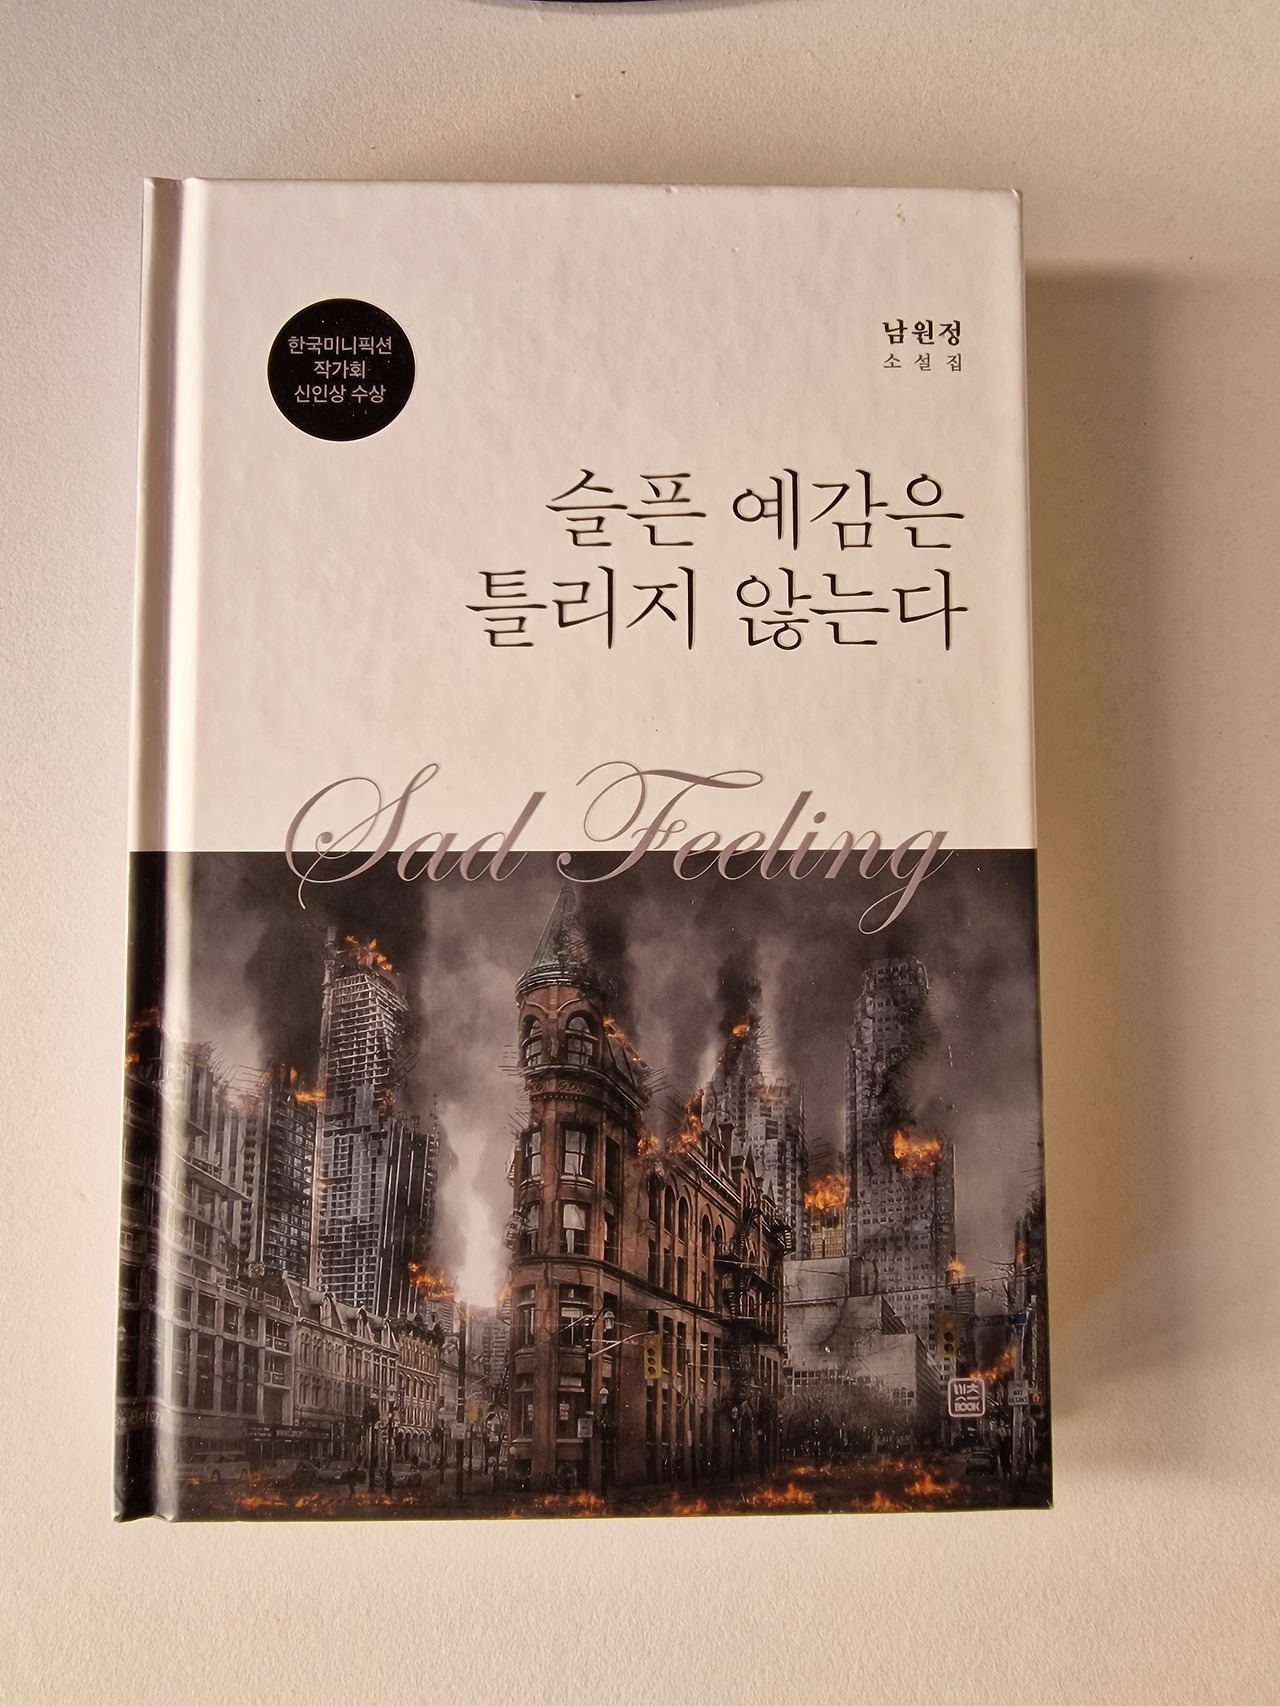 한국미니픽션
작가회
신인상 수상
남원정
소설집
슬픈 예감은
틀리지 않는다
Sad Feeling
BOOK